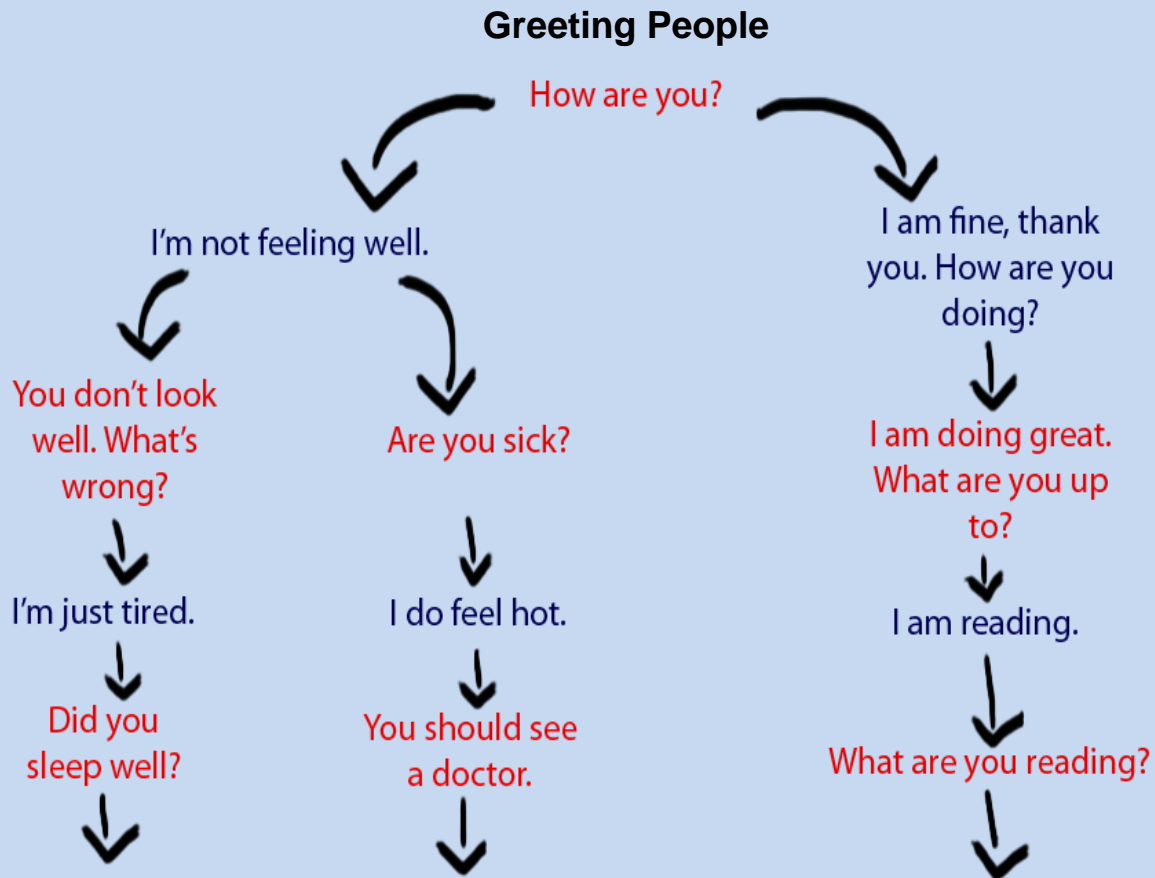 Greeting People
How are you?
I'm not feeling well.
I am fine, thank
you. How are you
doing?
You don't look
well. What's
wrong?
Are you sick?
I am doing great.
What are you up
to?
I'm just tired.
I do feel hot.
I am reading.
Did you
sleep well?
You should see
a doctor.
What are you reading?